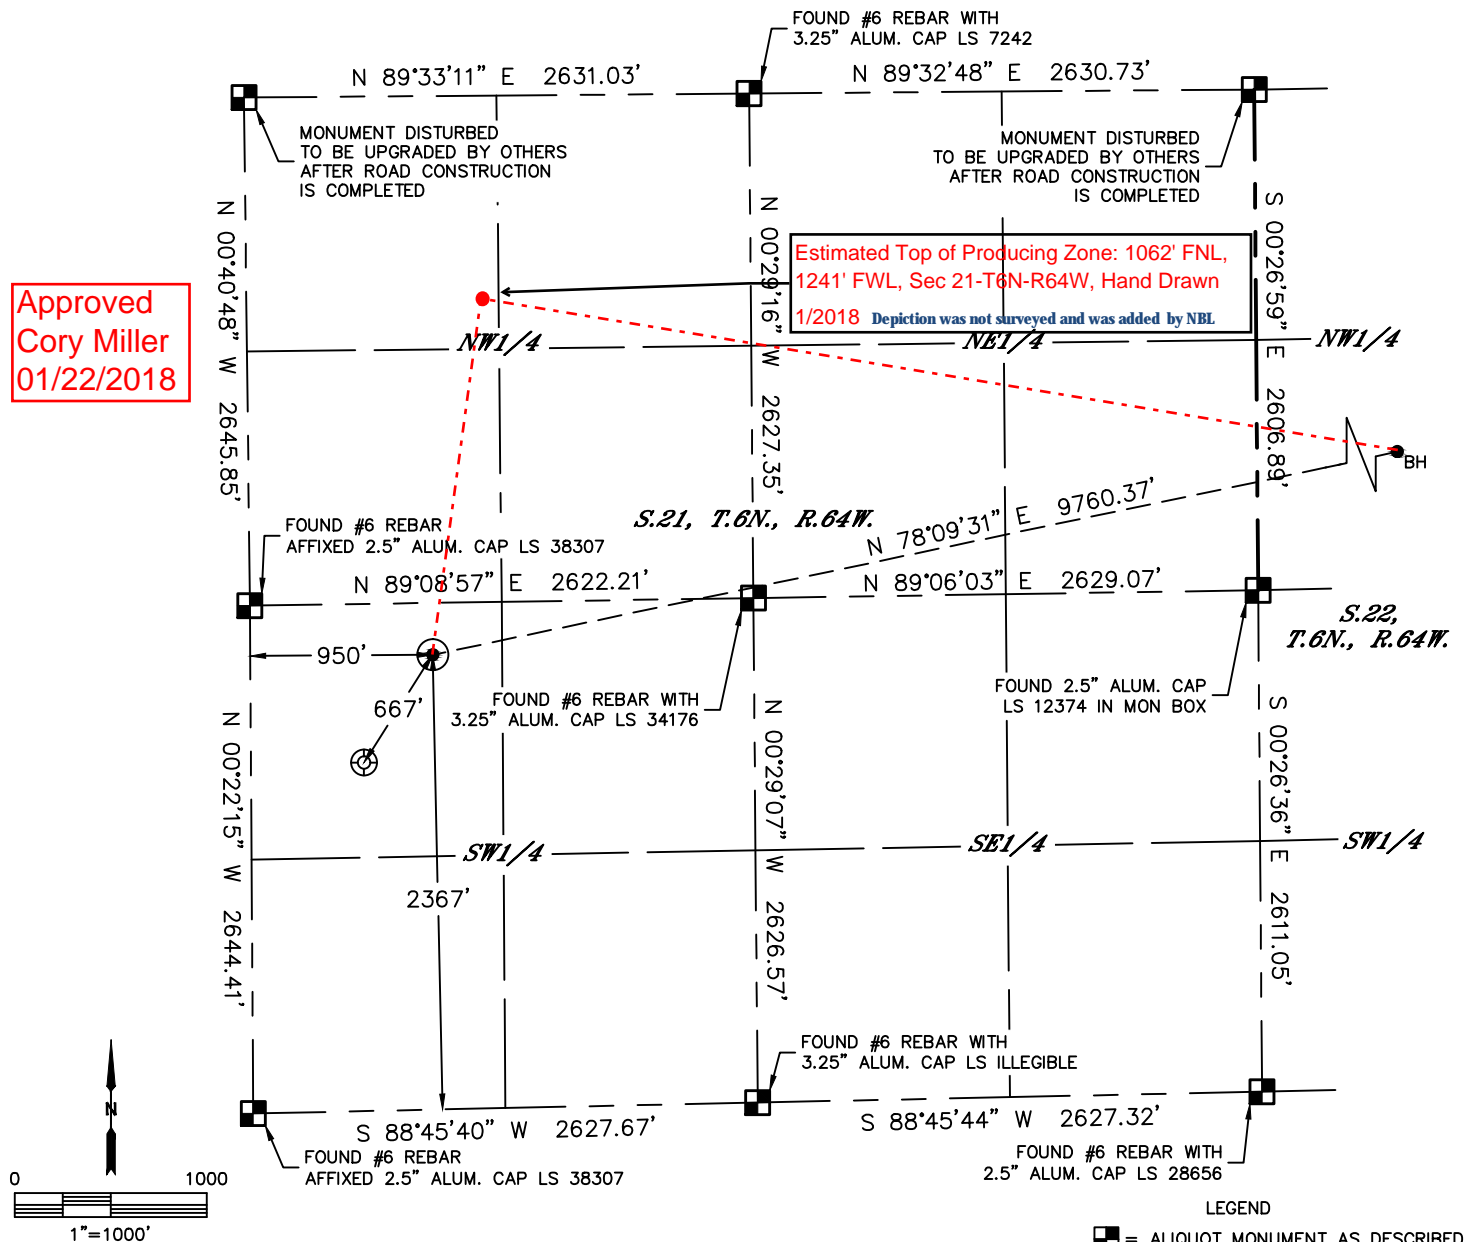 FOUND #6 REBAR WITH
3.25" ALUM. CAP LS 7242
N 89°33'11" E 2631.03'
N 89°32'48" E 2630.73'
MONUMENT DISTURBED
TO BE UPGRADED BY OTHERS
AFTER ROAD CONSTRUCTION
IS COMPLETED
MONUMENT DISTURBED
TO BE UPGRADED BY OTHERS
AFTER ROAD CONSTRUCTION
IS COMPLETED
N 00°40'48" W 2645.85'
N 00°29'16" W 2627.35'
S 00°26'59" E 2606.89'
Estimated Top of Producing Zone: 1062' FNL,
1241' FWL, Sec 21-T6N-R64W, Hand Drawn
1/2018 Depiction was not surveyed and was added by NBL
Approved
Cory Miller
01/22/2018
NW1/4
NE1/4
NW1/4
BH
S.21, T.6N., R.64W.
N 78°09'31" E 9760.37'
FOUND #6 REBAR
AFFIXED 2.5" ALUM. CAP LS 38307
N 89°08'57" E 2622.21'
N 89°06'03" E 2629.07'
S.22,
T.6N., R.64W.
950'
667'
FOUND #6 REBAR WITH
3.25" ALUM. CAP LS 34176
FOUND 2.5" ALUM. CAP
LS 12374 IN MON BOX
N 00°22'15" W 2644.41'
N 00°29'07" W 2626.57'
S 00°26'36" E 2611.05'
SW1/4
SE1/4
SW1/4
2367'
FOUND #6 REBAR WITH
3.25" ALUM. CAP LS ILLEGIBLE
N
S 88°45'40" W 2627.67'
S 88°45'44" W 2627.32'
FOUND #6 REBAR
AFFIXED 2.5" ALUM. CAP LS 38307
FOUND #6 REBAR WITH
2.5" ALUM. CAP LS 28656
0 1000
1"=1000'
LEGEND
= ALIQUOT MONUMENT AS DESCRIBED